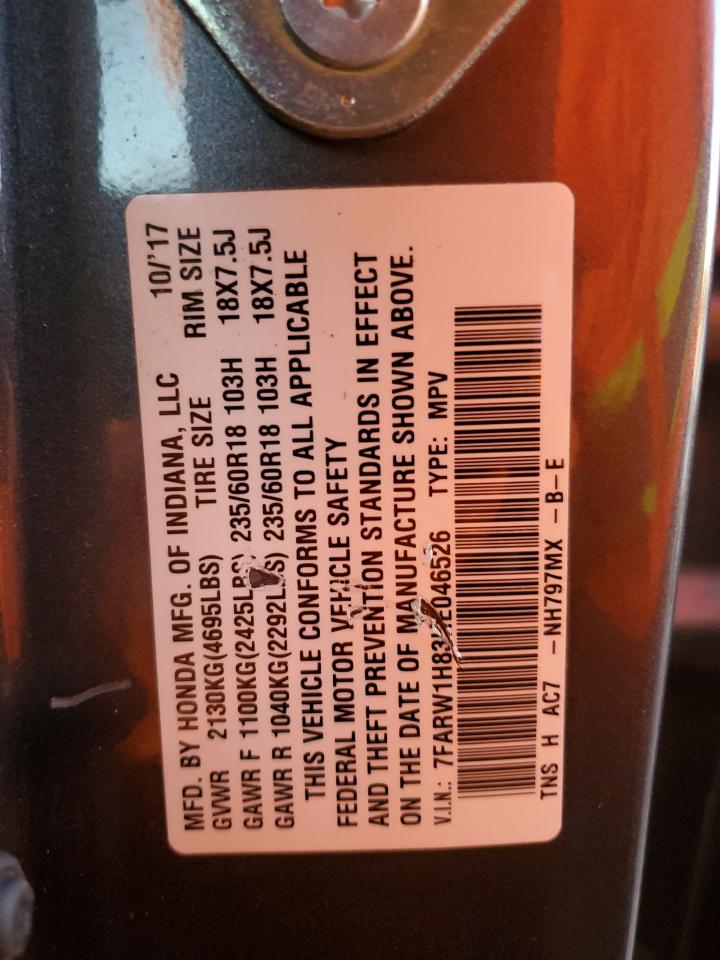 MFD. BY HONDA MFG. OF INDIANA, LLC 10/'17
GVWR 2130KG(4695LBS) TIRE SIZE RIM SIZE
GAWR F 1100KG(2425LBS) 235/60R18 103H 18X7.5J
GAWR R 1040KG(2292LBS) 235/60R18 103H 18X7.5J
THIS VEHICLE CONFORMS TO ALL APPLICABLE
FEDERAL MOTOR VEHICLE SAFETY
AND THEFT PREVENTION STANDARDS IN EFFECT
ON THE DATE OF MANUFACTURE SHOWN ABOVE.
V.I.N.: TYPE: MPV
TNS H AC7 -NH797MX -B-E